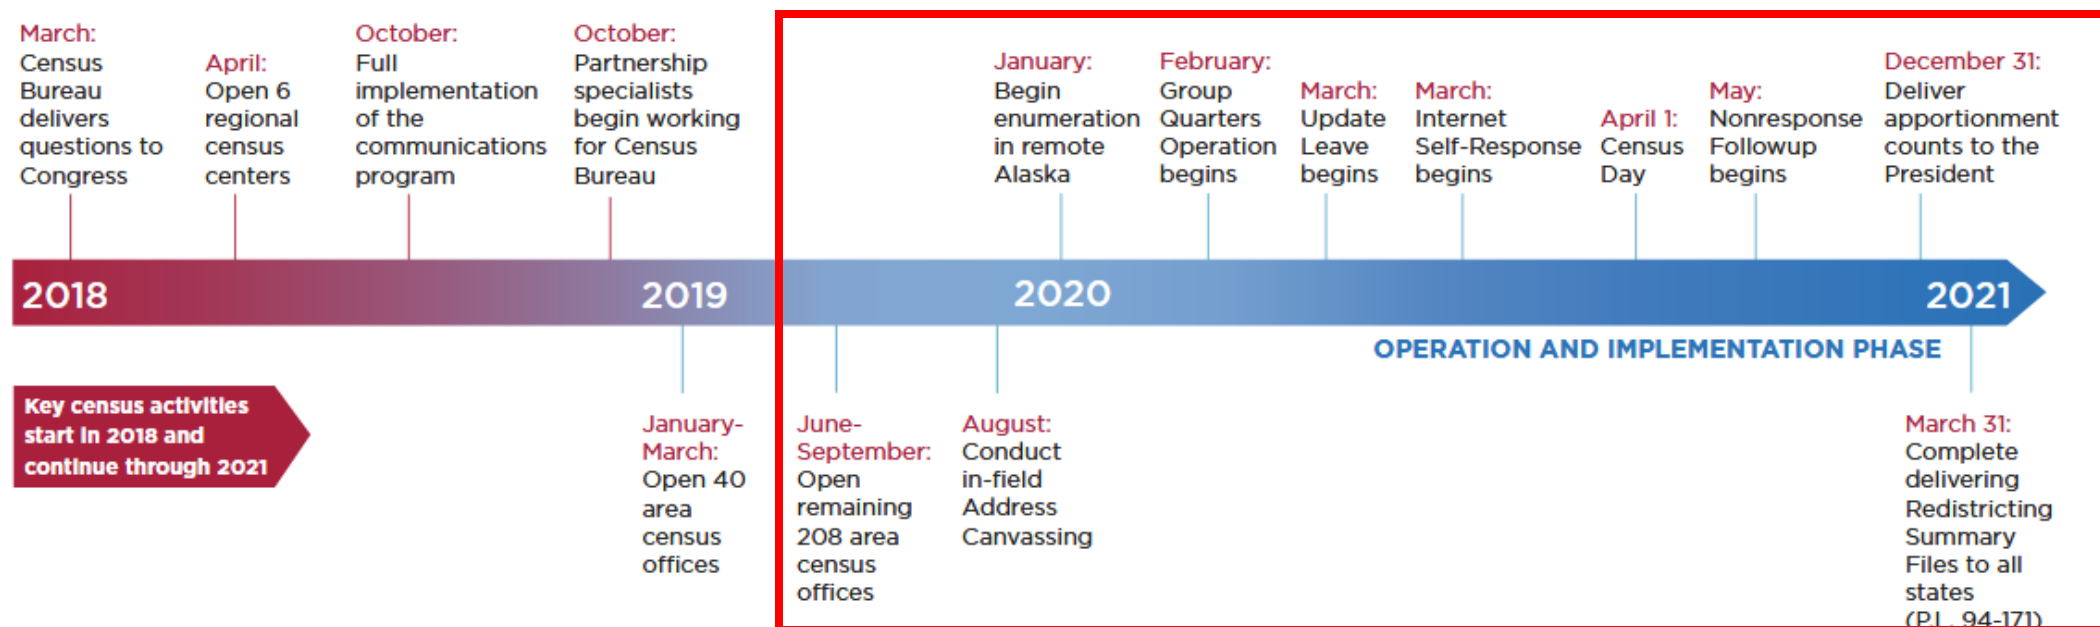 March:
Census
Bureau
delivers
questions to
Congress
April:
Open 6
regional
census
centers
October:
Full
implementation
of the
communications
program
October:
Partnership
specialists
begin working
for Census
Bureau
January:
Begin
enumeration
in remote
Alaska
February:
Group
Quarters
Operation
begins
March:
Update
Leave
begins
March:
Internet
Self-Response
begins
April 1:
Census
Day
May:
Nonresponse
Followup
begins
December 31:
Deliver
apportionment
counts to the
President
2018
2019
2020
2021
OPERATION AND IMPLEMENTATION PHASE
Key census activities
start in 2018 and
continue through 2021
January-
March:
Open 40
area
census
offices
June-
September:
Open
remaining
208 area
census
offices
August:
Conduct
in-field
Address
Canvassing
March 31:
Complete
delivering
Redistricting
Summary
Files to all
states
(P.L. 94-171)